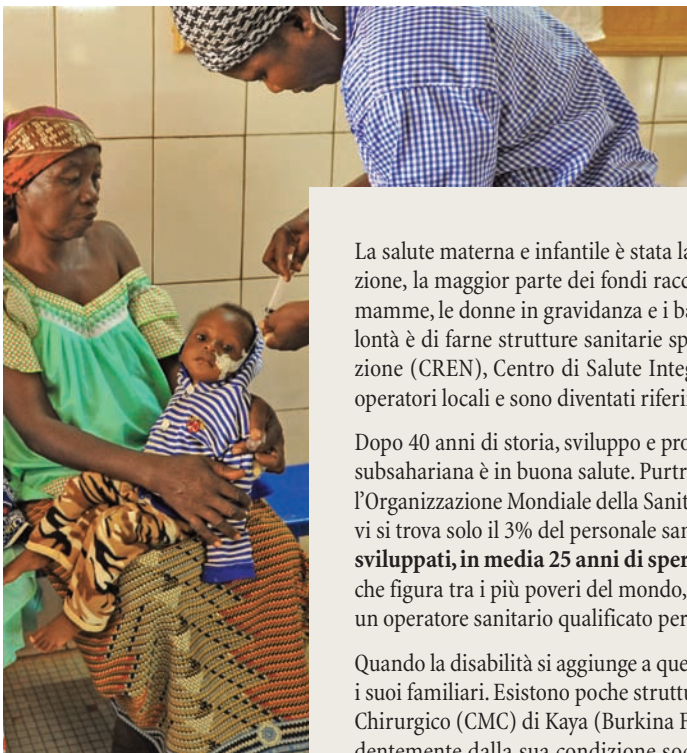 La salute materna e infantile è stata la
zione, la maggior parte dei fondi racc
mamme, le donne in gravidanza e i ba
lontà è di farne strutture sanitarie sp
zione (CREN), Centro di Salute Integ
operatori locali e sono diventati riferi
Dopo 40 anni di storia, sviluppo e pro
subsahariana è in buona salute. Purtr
l’Organizzazione Mondiale della Sanit
vi si trova solo il 3% del personale san
sviluppati, in media 25 anni di sper
che figura tra i più poveri del mondo,
un operatore sanitario qualificato per
Quando la disabilità si aggiunge a que
i suoi familiari. Esistono poche struttu
Chirurgico (CMC) di Kaya (Burkina F
dentemente dalla sua condizione soc